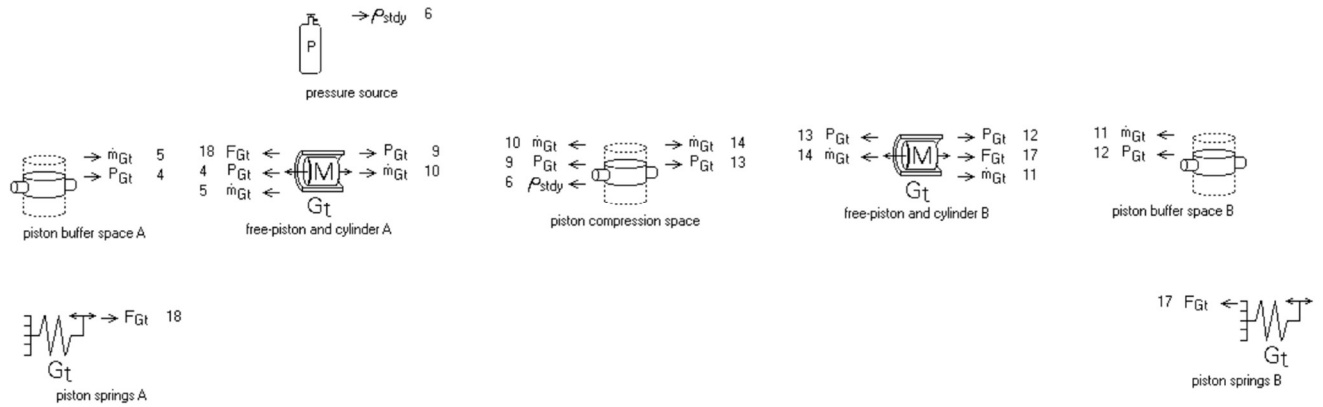 ρstdy 6
P
pressure source
ṁGt 5
PGt 4
piston buffer space A
18 FGt
4 PGt
5 ṁGt
M
PGt 9
ṁGt 10
Gt
free-piston and cylinder A
10 ṁGt
9 PGt
6 ρstdy
ṁGt 14
PGt 13
piston compression space
13 PGt
14 ṁGt
M
PGt 12
FGt 17
ṁGt 11
Gt
free-piston and cylinder B
11 ṁGt
12 PGt
piston buffer space B
FGt 18
Gt
piston springs A
17 FGt
Gt
piston springs B